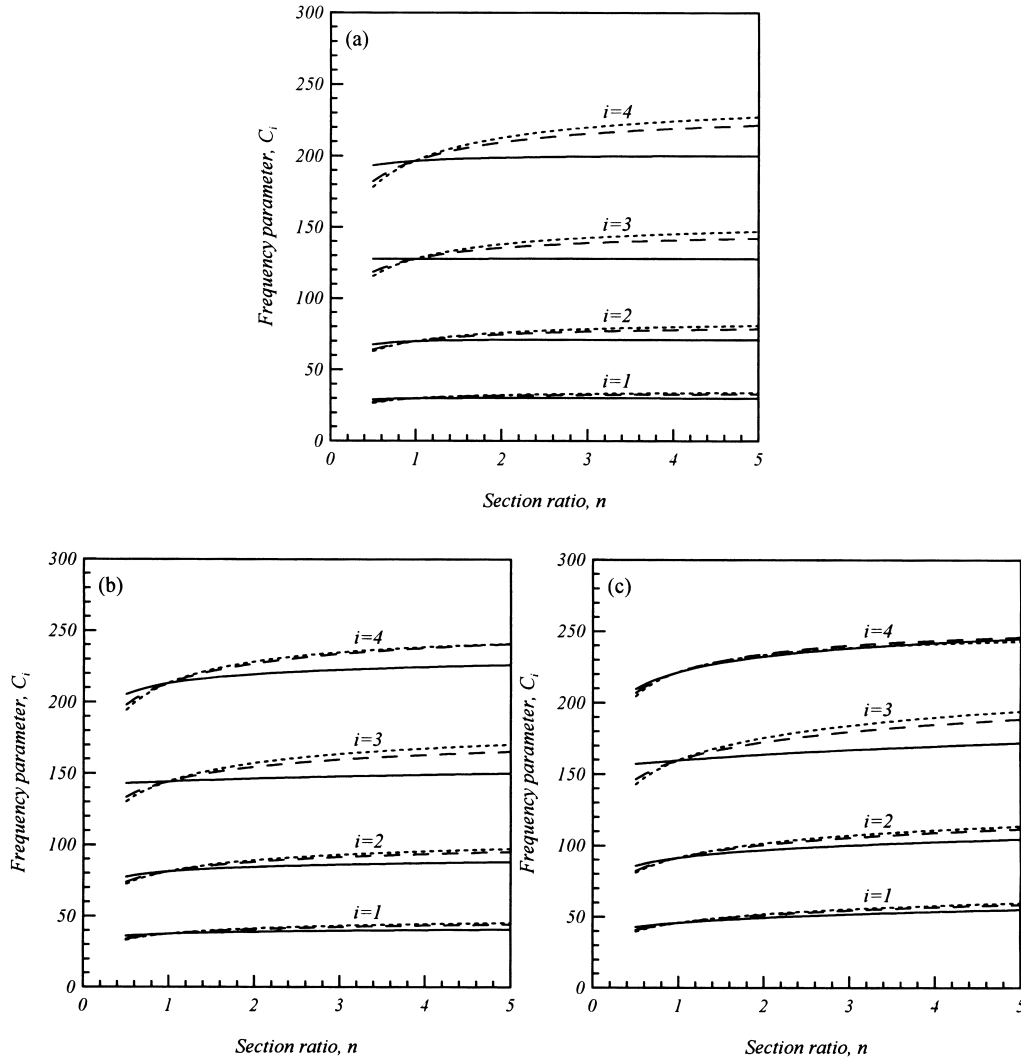 300
(a)
250
i=4
200
i=3
150
100
i=2
50
i=1
0
0 1 2 3 4 5
Frequency parameter, C_i
Section ratio, n
300
(b)
250
i=4
200
i=3
150
100
i=2
50
i=1
0
0 1 2 3 4 5
Frequency parameter, C_i
Section ratio, n
300
(c)
250
i=4
200
i=3
150
i=2
100
i=1
50
0
0 1 2 3 4 5
Frequency parameter, C_i
Section ratio, n